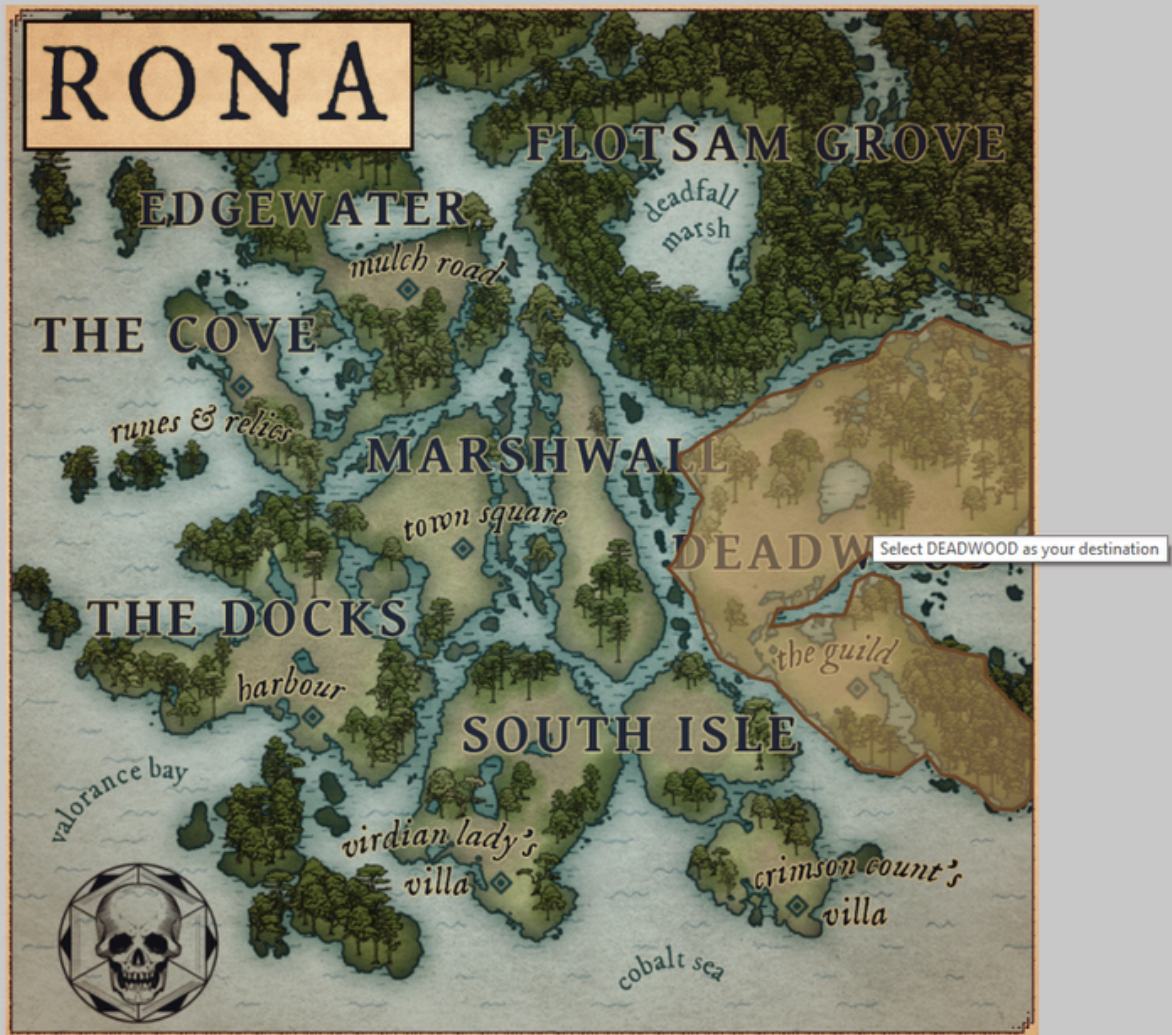 RONA
FLOTSAM GROVE
deadfall
marsh
EDGEWATER
mulch road
THE COVE
runes & relics
MARSHWALL
town square
DEADWOOD
Select DEADWOOD as your destination
THE DOCKS
the guild
harbour
SOUTH ISLE
valorance bay
virdian lady's
villa
crimson count's
villa
cobalt sea